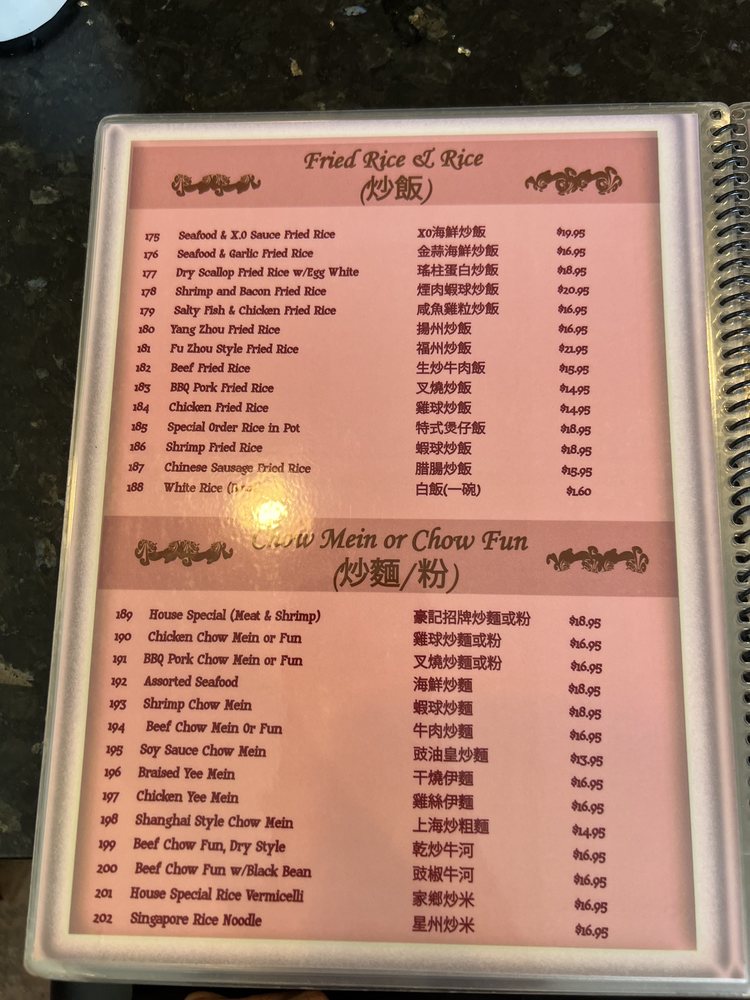 Fried Rice & Rice
(炒飯)
175 Seafood & X.O Sauce Fried Rice XO海鮮炒飯 $19.95
176 Seafood & Garlic Fried Rice 金蒜海鮮炒飯 $16.95
177 Dry Scallop Fried Rice w/Egg White 瑤柱蛋白炒飯 $18.95
178 Shrimp and Bacon Fried Rice 煙肉蝦球炒飯 $20.95
179 Salty Fish & Chicken Fried Rice 咸魚雞粒炒飯 $16.95
180 Yang Zhou Fried Rice 揚州炒飯 $16.95
181 Fu Zhou Style Fried Rice 福州炒飯 $21.95
182 Beef Fried Rice 生炒牛肉飯 $15.95
183 BBQ Pork Fried Rice 叉燒炒飯 $14.95
184 Chicken Fried Rice 雞球炒飯 $14.95
185 Special Order Rice in Pot 特式煲仔飯 $18.95
186 Shrimp Fried Rice 蝦球炒飯 $18.95
187 Chinese Sausage Fried Rice 腊腸炒飯 $15.95
188 White Rice 白飯(一碗) $1.60
Chow Mein or Chow Fun
(炒麵/粉)
189 House Special (Meat & Shrimp) 豪記招牌炒麵或粉 $18.95
190 Chicken Chow Mein or Fun 雞球炒麵或粉 $16.95
191 BBQ Pork Chow Mein or Fun 叉燒炒麵或粉 $16.95
192 Assorted Seafood 海鮮炒麵 $18.95
193 Shrimp Chow Mein 蝦球炒麵 $18.95
194 Beef Chow Mein Or Fun 牛肉炒麵 $16.95
195 Soy Sauce Chow Mein 豉油皇炒麵 $13.95
196 Braised Yee Mein 干燒伊麵 $16.95
197 Chicken Yee Mein 雞絲伊麵 $16.95
198 Shanghai Style Chow Mein 上海炒粗麵 $14.95
199 Beef Chow Fun, Dry Style 乾炒牛河 $16.95
200 Beef Chow Fun w/Black Bean 豉椒牛河 $16.95
201 House Special Rice Vermicelli 家鄉炒米 $16.95
202 Singapore Rice Noodle 星州炒米 $16.95